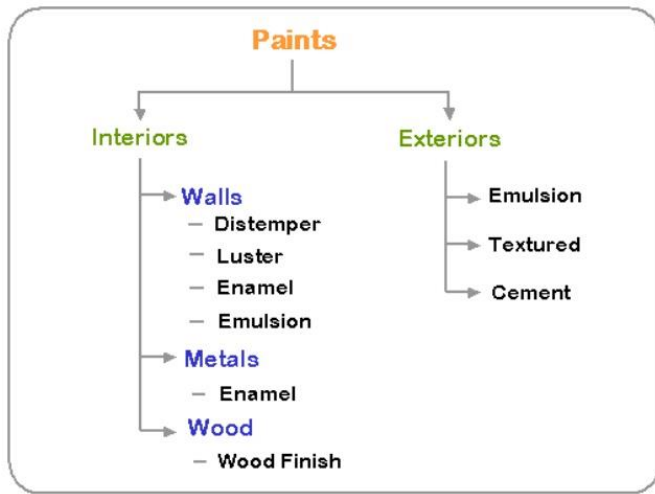 Paints
Interiors
Walls
– Distemper
– Luster
– Enamel
– Emulsion
Metals
– Enamel
Wood
– Wood Finish
Exteriors
Emulsion
Textured
Cement